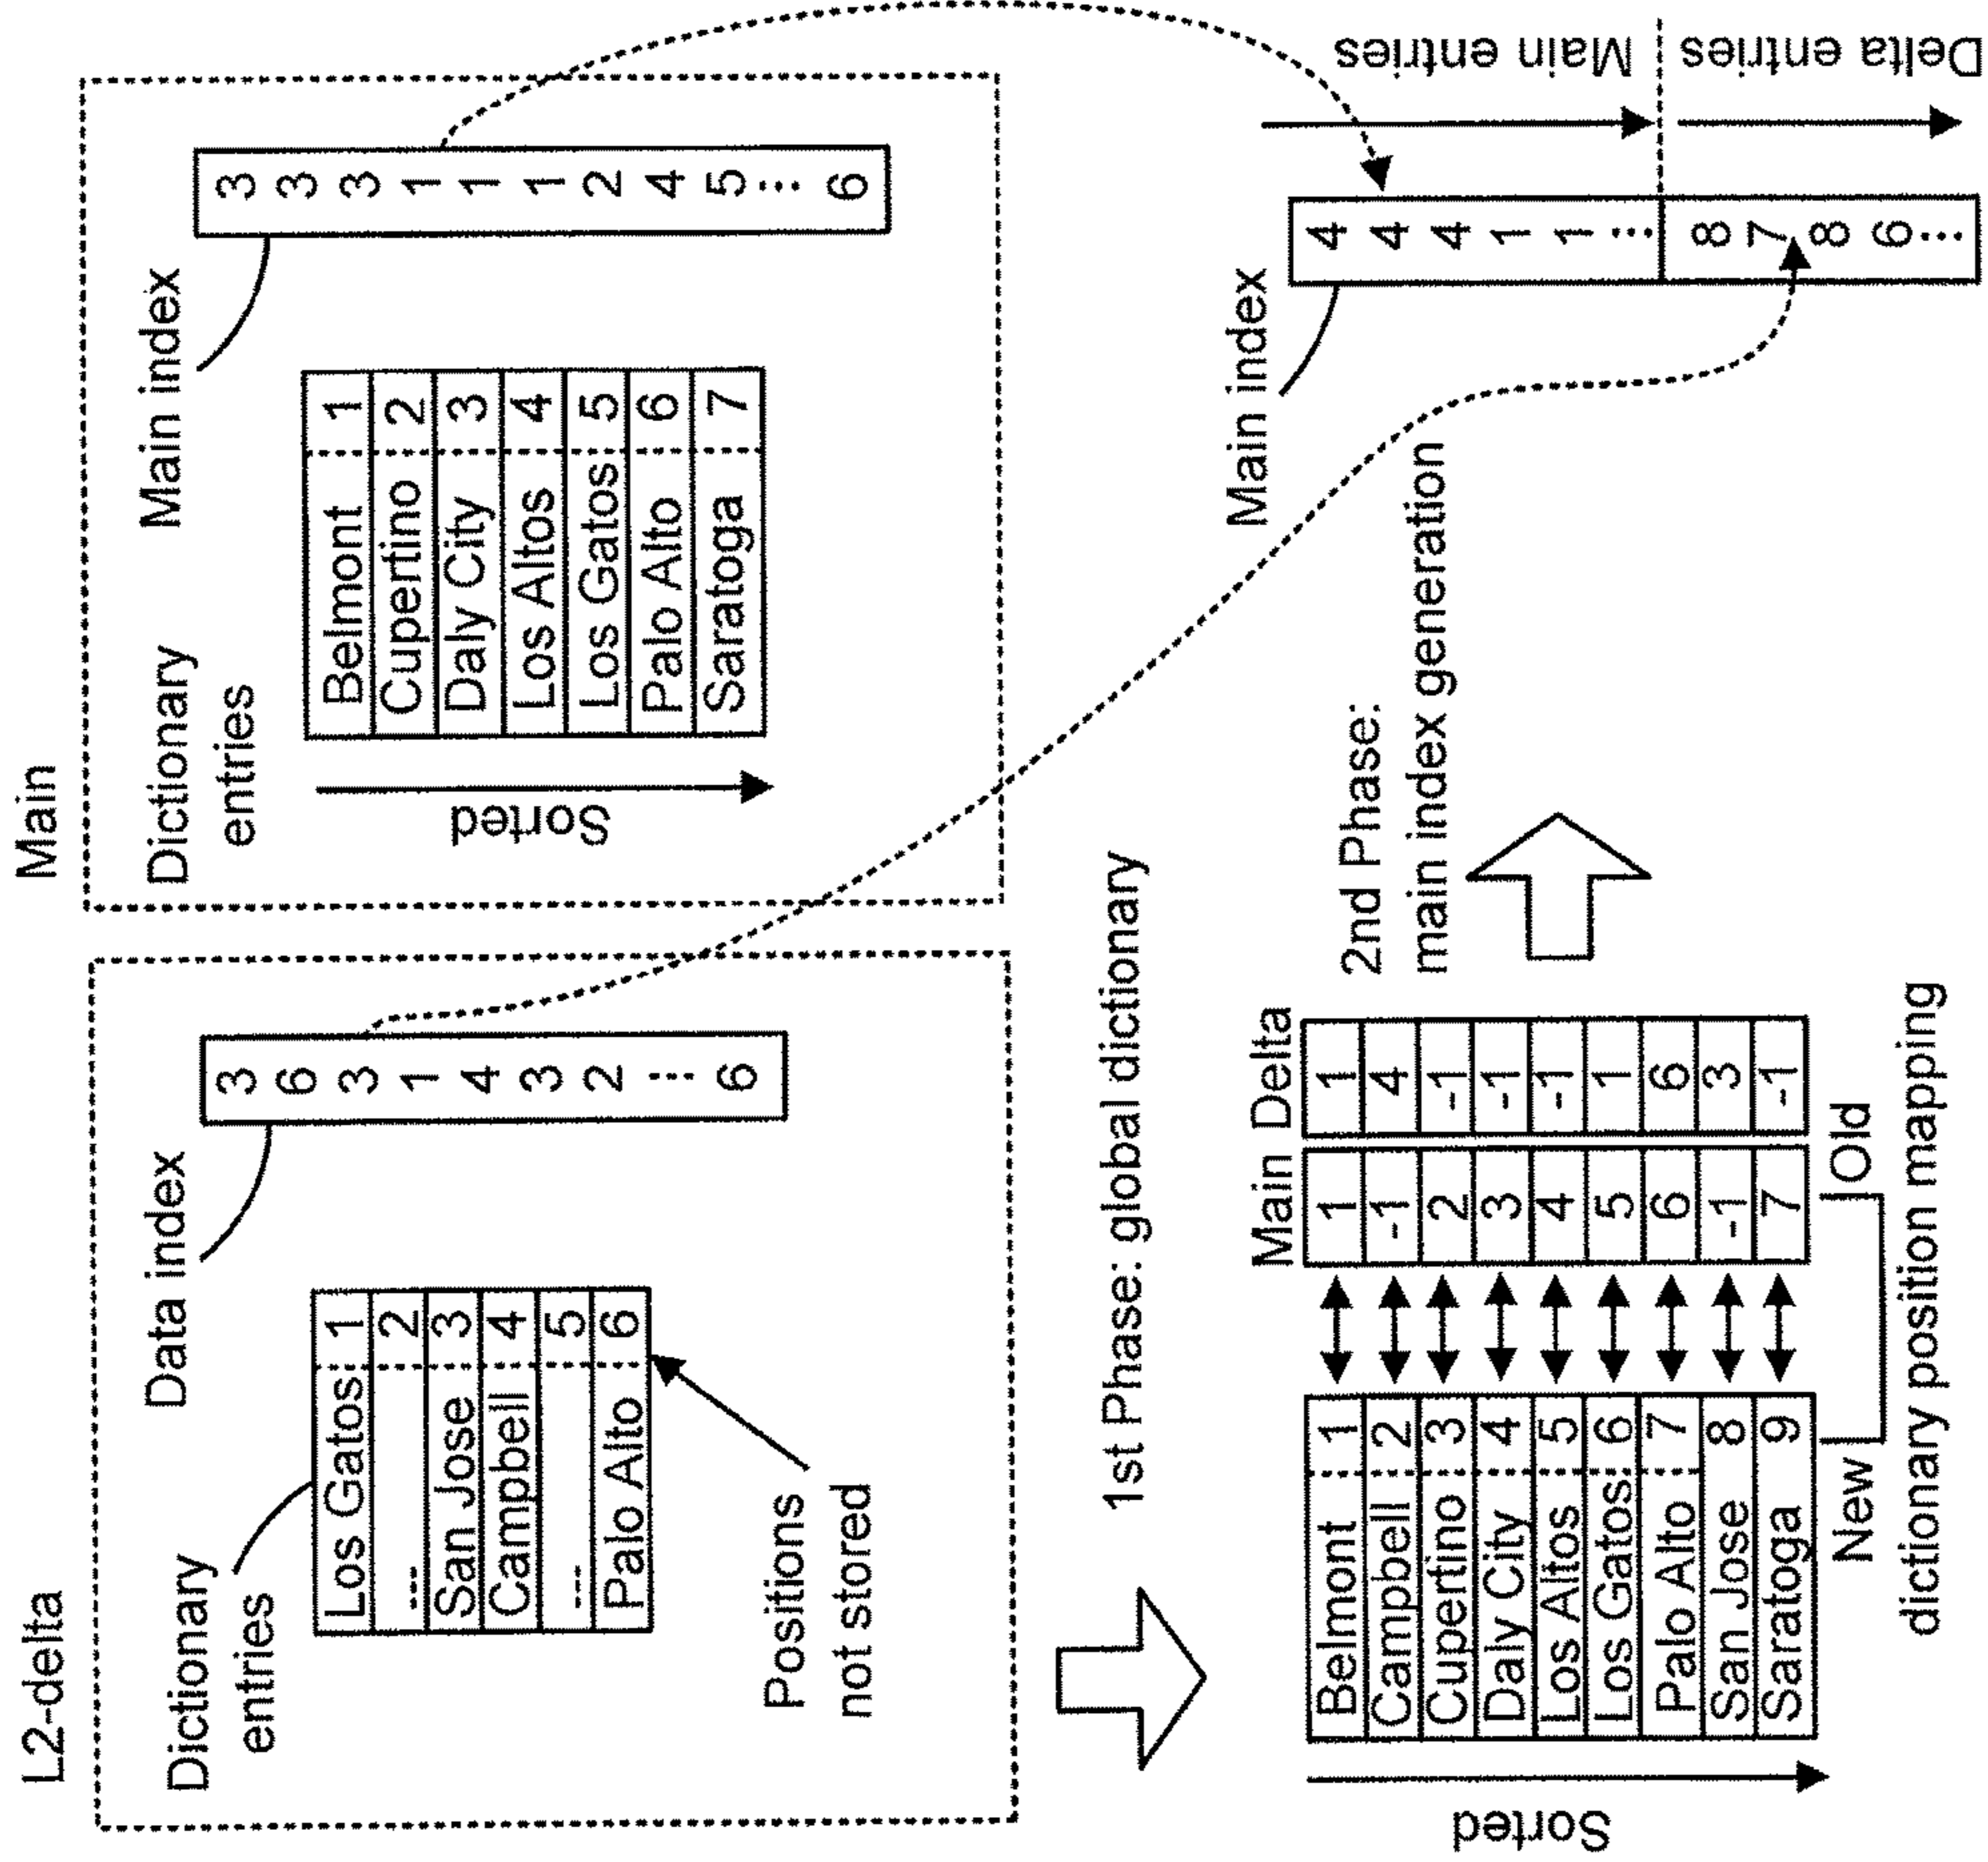 L2-delta
Dictionary
entries
Data index
Los Gatos 1
--- 2
San Jose 3
Campbell 4
--- 5
Palo Alto 6
Positions
not stored
3
6
3
1
4
3
2
...
6
Main
Dictionary
entries
Main index
Sorted
Belmont 1
Cupertino 2
Daly City 3
Los Altos 4
Los Gatos 5
Palo Alto 6
Saratoga 7
3
3
3
1
1
1
2
4
5
...
6
1st Phase: global dictionary
Sorted
Main Delta
Belmont 1 1 1
Campbell 2 -1 4
Cupertino 3 2 -1
Daly City 4 3 -1
Los Altos 5 4 -1
Los Gatos 6 5 1
Palo Alto 7 6 6
San Jose 8 -1 3
Saratoga 9 7 -1
New Old
dictionary position mapping
2nd Phase:
main index generation
Main index
4
4
4
1
1
...
8
7
8
6
...
Main entries
Delta entries